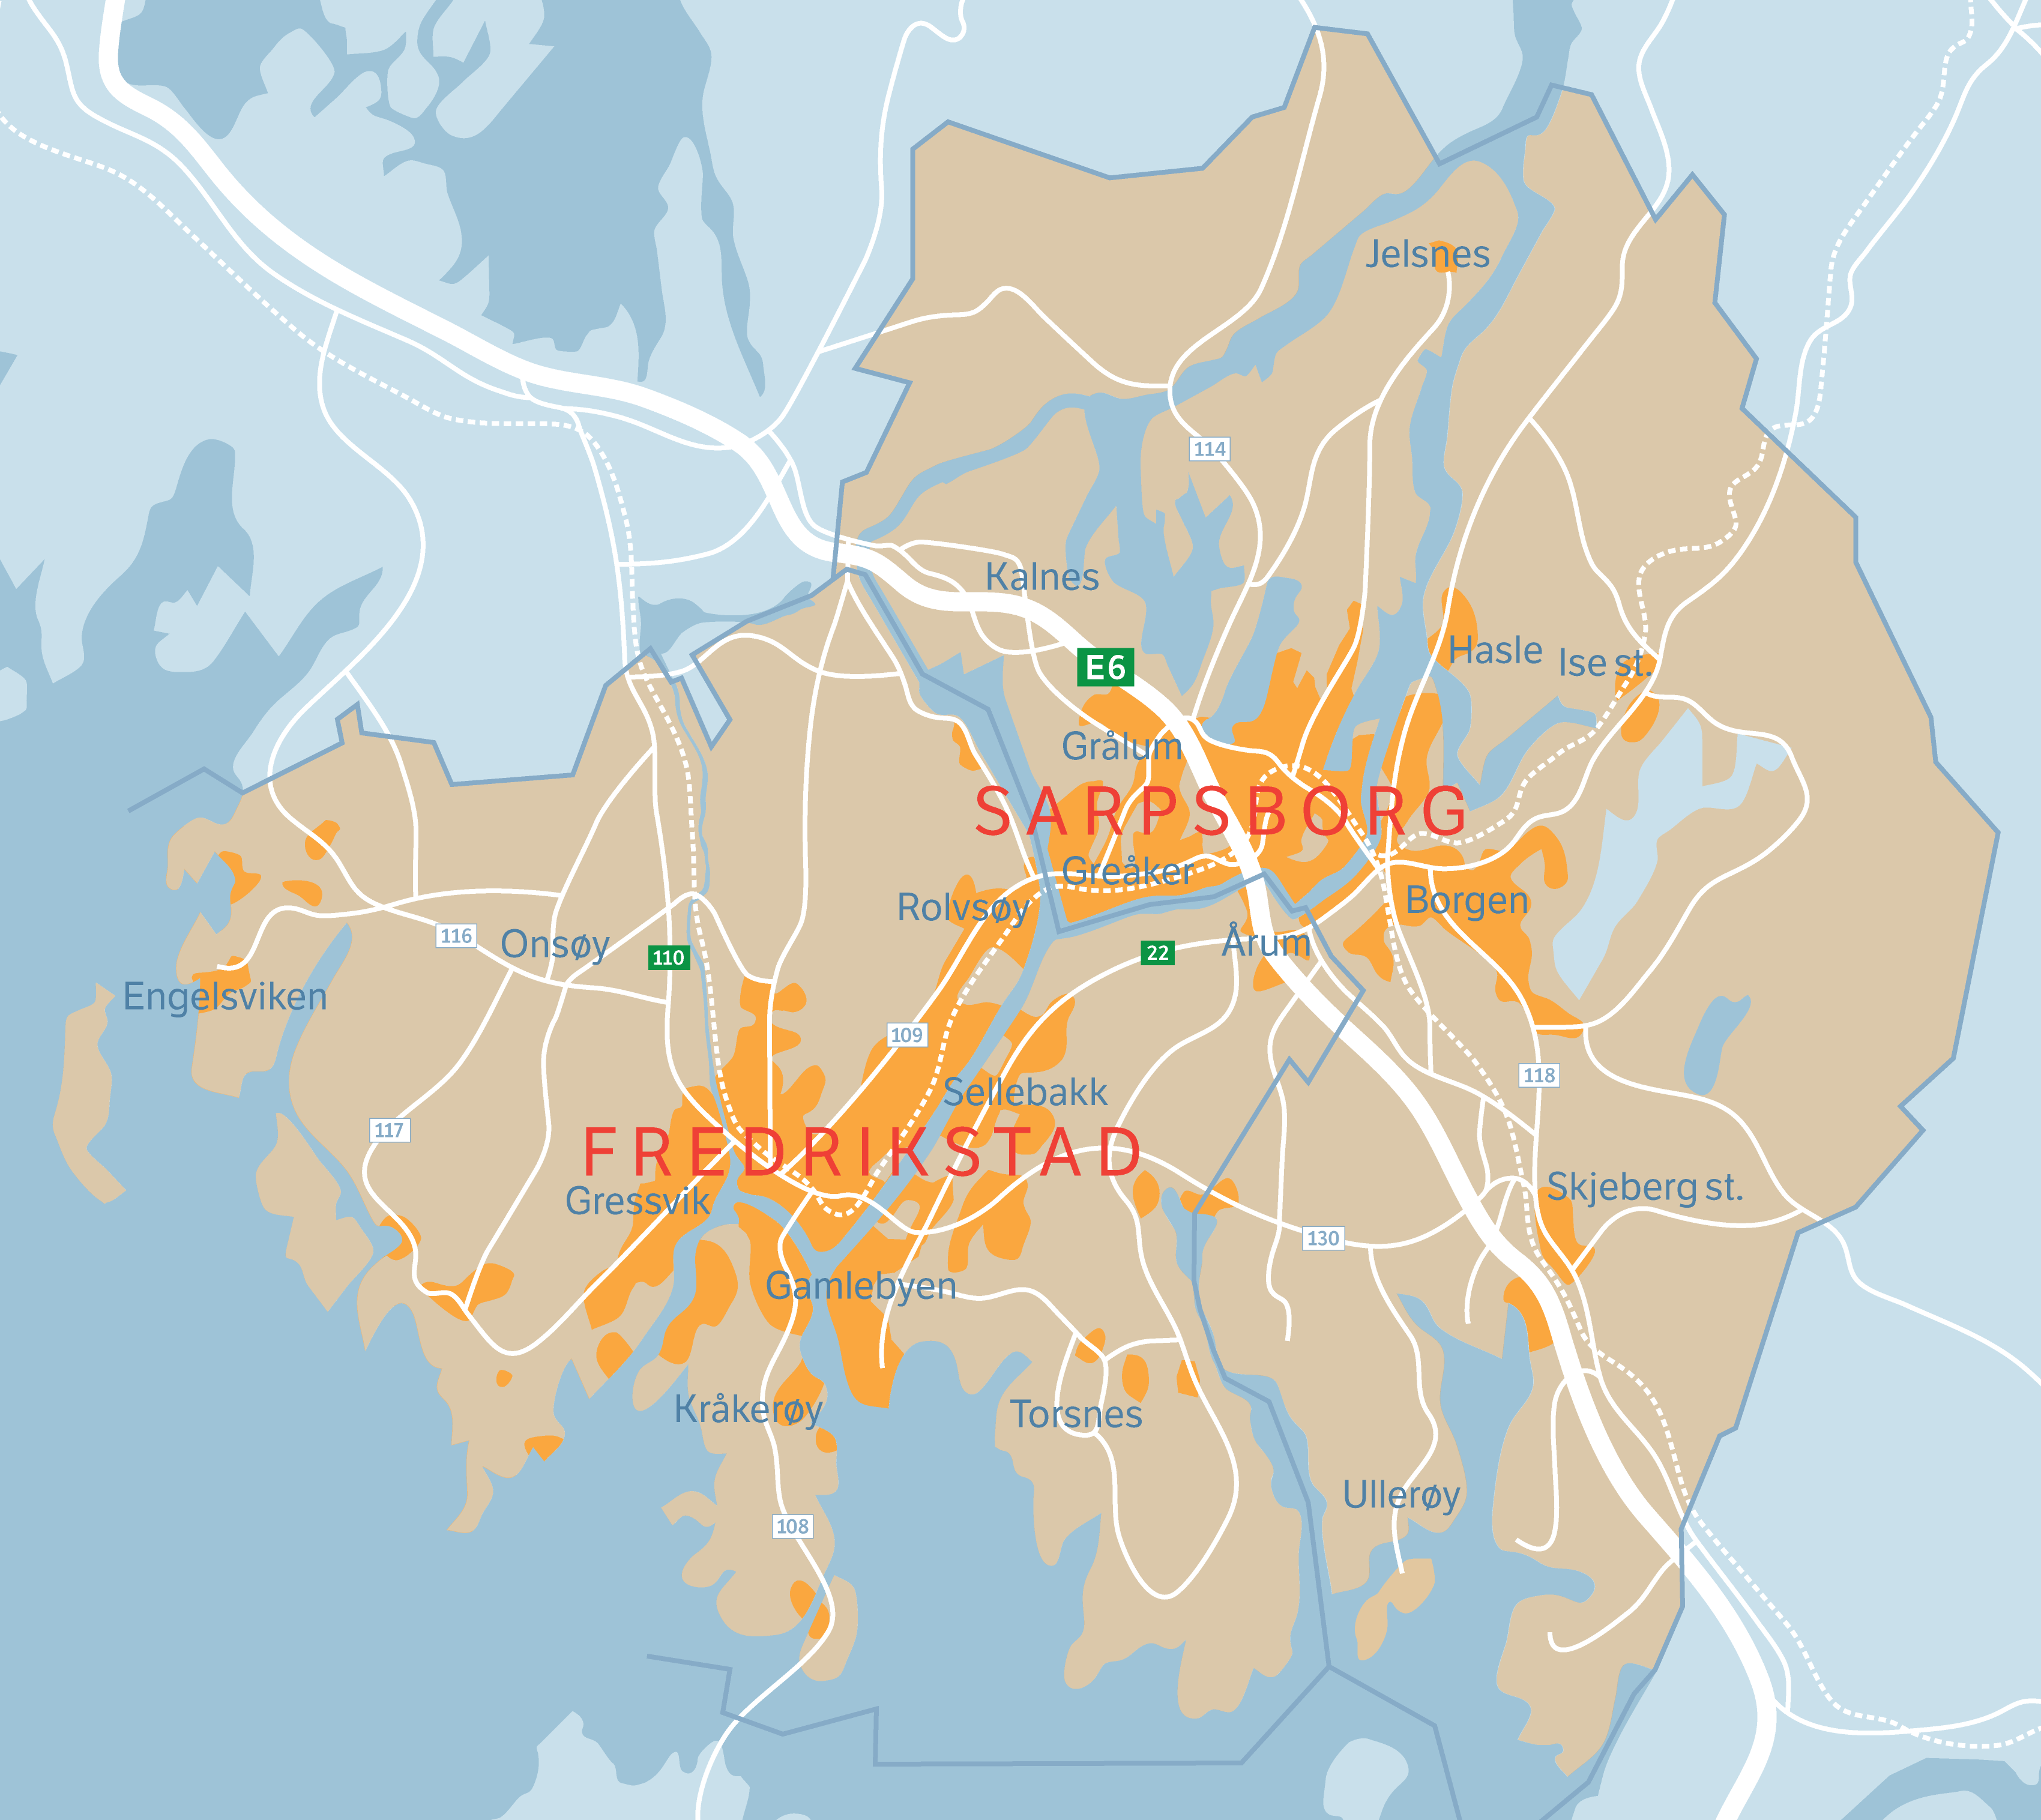 Jelsnes
114
Kalnes
Hasle
Ise st.
E6
Grålum
SARPSBORG
Greåker
Rolvsøy
Borgen
116
Onsøy
110
22
Årum
Engelsviken
109
118
Sellebakk
117
FREDRIKSTAD
Gressvik
Skjeberg st.
130
Gamlebyen
Kråkerøy
Torsnes
Ullerøy
108